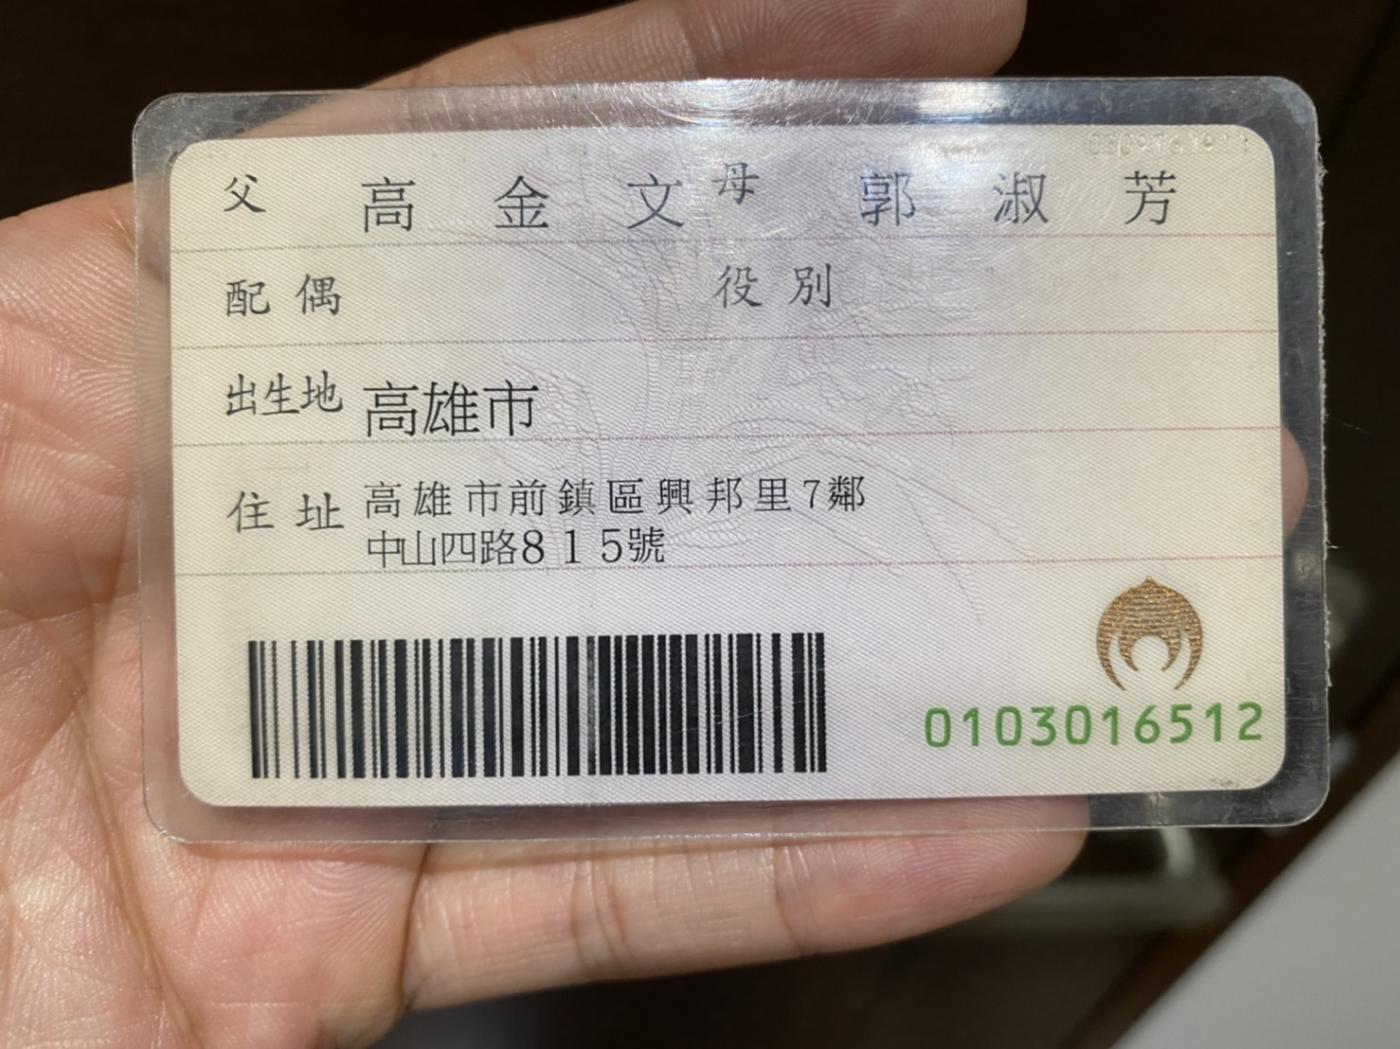 父 高金文 母 郭淑芳
配偶 役別
出生地 高雄市
住址 高雄市前鎮區興邦里7鄰
中山四路815號
0103016512